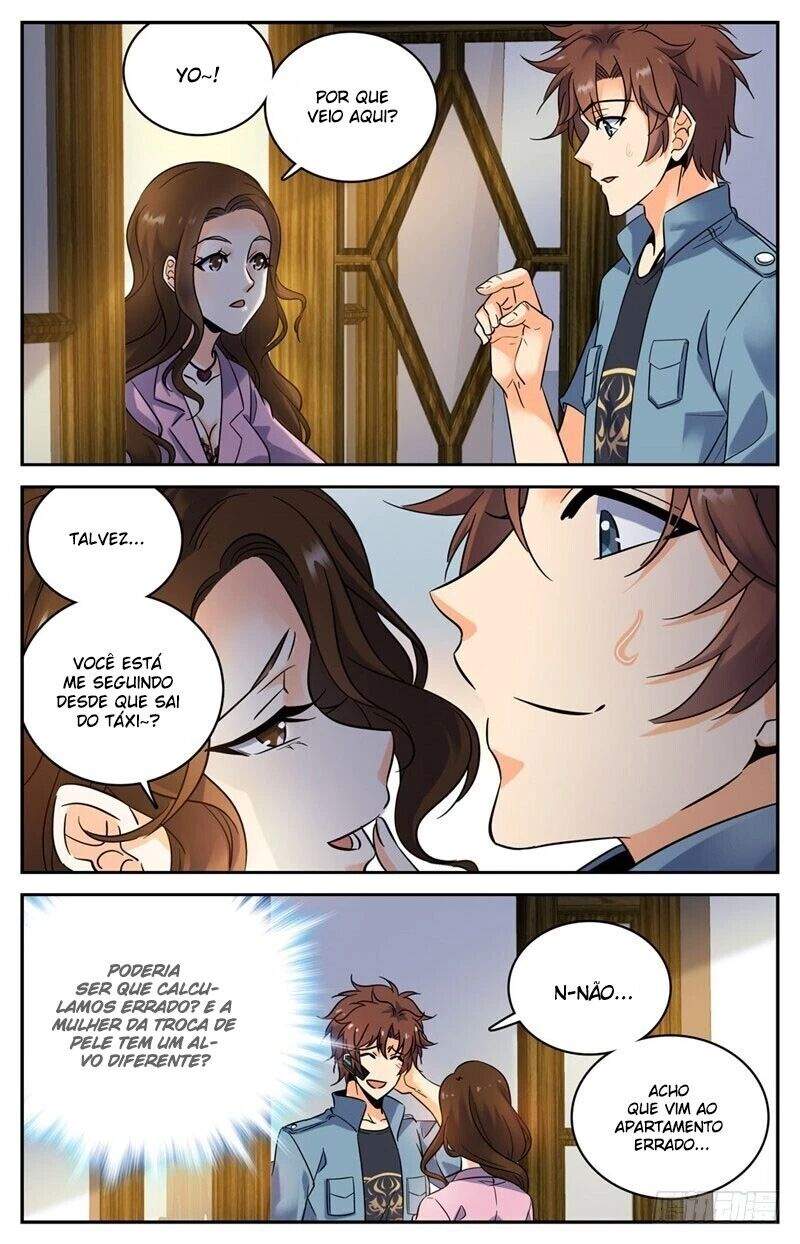 YO~!
POR QUE
VEIO AQUI?
TALVEZ...
VOCÊ ESTÁ
ME SEGUINDO
DESDE QUE SAI
DO TÁXI~?
PODERIA
SER QUE CALCU-
LAMOS ERRADO? E A
MULHER DA TROCA DE
PELE TEM UM AL-
VO DIFERENTE?
N-NÃO...
ACHO
QUE VIM AO
APARTAMENTO
ERRADO...